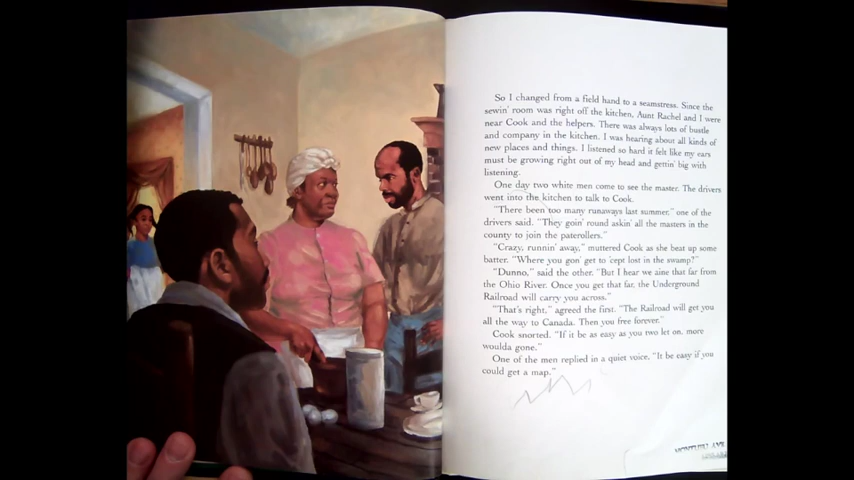 So I changed from a field hand to a seamstress. Since the
sewin' room was right off the kitchen, Aunt Rachel and I were
near Cook and the helpers. There was always lots of bustle
and company in the kitchen. I was hearing about all kinds of
new places and things. I listened so hard it felt like my ears
must be growing right out of my head and gettin' big with
listening.
One day two white men come to see the master. The drivers
went into the kitchen to talk to Cook.
"There been too many runaways last summer," one of the
drivers said. "They goin' round askin' all the masters in the
county to join the paterollers."
"Crazy, runnin' away," muttered Cook as she beat up some
batter. "Where you gon' get to 'cept lost in the swamp?"
"Dunno," said the other. "But I hear we aine that far from
the Ohio River. Once you get that far, the Underground
Railroad will carry you across."
"That's right," agreed the first. "The Railroad will get you
all the way to Canada. Then you free forever."
Cook snorted. "If it be as easy as you two let on, more
woulda gone."
One of the men replied in a quiet voice, "It be easy if you
could get a map."